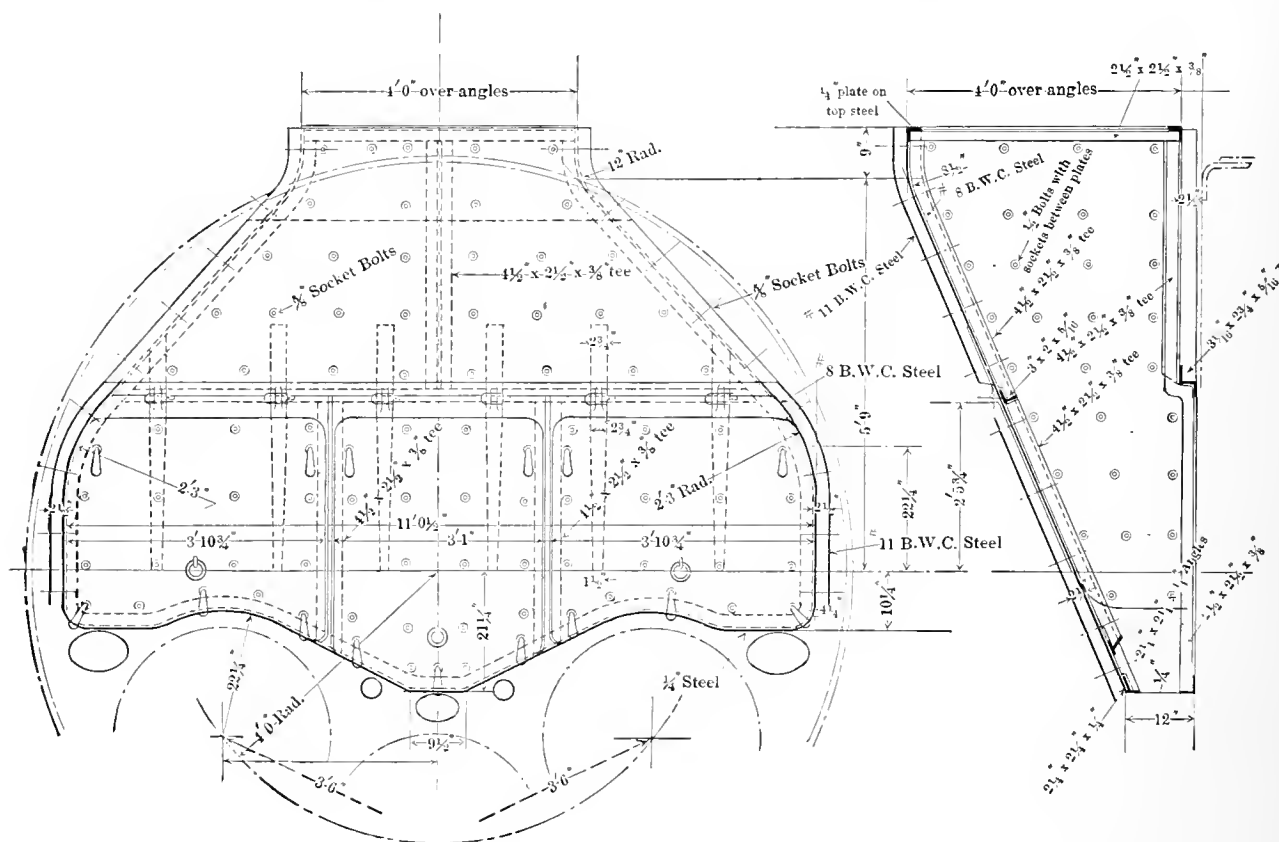 4'0" over angles
12" Rad.
⅝" Socket Bolts
4½" x 2½" x ⅜" tee
⅝" Socket Bolts
2¾"
# 8 B.W.C. Steel
2¾"
4½" x 2½" x ⅜" tee
4½" x 2½" x ⅜" tee
2'3"
2'3" Rad.
11'0½"
3'10¾"
3'1"
3'10¾"
# 11 B.W.C. Steel
21¼"
22¼"
4'0" Rad.
¼" Steel
9½"
3'6"
3'6"
¼" plate on
top steel
4'0" over angles
2½" x 2½" x ⅜"
9"
8½"
# 8 B.W.C. Steel
½" Bolts with
sockets between plates
# 11 B.W.C. Steel
4½" x 2½" x ⅜" tee
3" x 2" x 5/16"
4½" x 2½" x ⅜" tee
4½" x 2½" x ⅜" tee
22¼"
2'5¾"
10¼"
12"
2¼" x 2¼" x ¼"